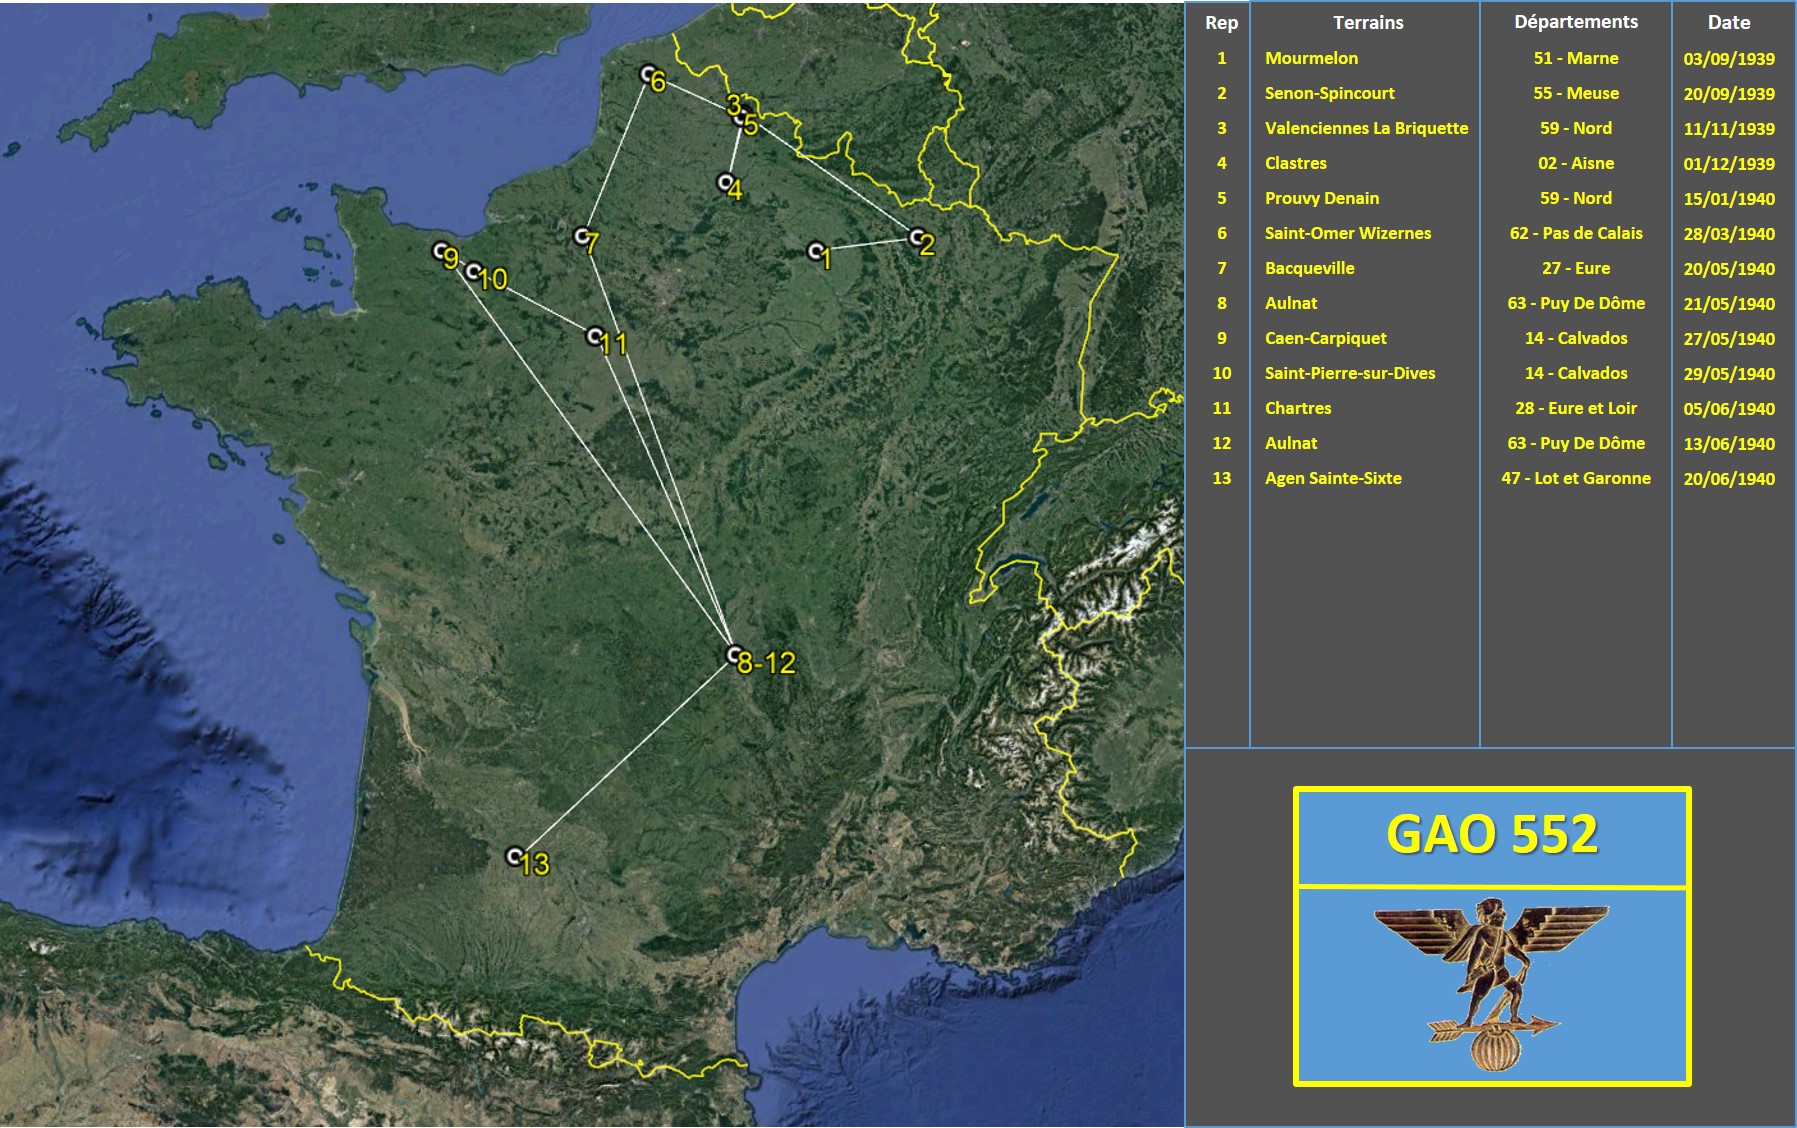 Rep Terrains Départements Date
1 Mourmelon 51 - Marne 03/09/1939
2 Senon-Spincourt 55 - Meuse 20/09/1939
3 Valenciennes La Briquette 59 - Nord 11/11/1939
4 Clastres 02 - Aisne 01/12/1939
5 Prouvy Denain 59 - Nord 15/01/1940
6 Saint-Omer Wizernes 62 - Pas de Calais 28/03/1940
7 Bacqueville 27 - Eure 20/05/1940
8 Aulnat 63 - Puy De Dôme 21/05/1940
9 Caen-Carpiquet 14 - Calvados 27/05/1940
10 Saint-Pierre-sur-Dives 14 - Calvados 29/05/1940
11 Chartres 28 - Eure et Loir 05/06/1940
12 Aulnat 63 - Puy De Dôme 13/06/1940
13 Agen Sainte-Sixte 47 - Lot et Garonne 20/06/1940
6
3
5
4
7
2
1
9
10
11
8-12
13
GAO 552